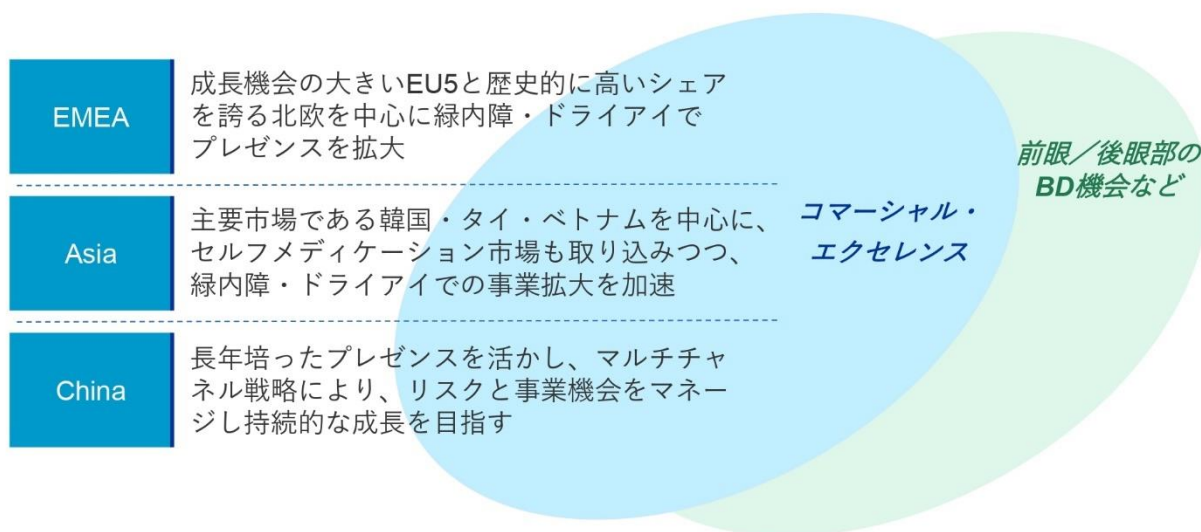 EMEA
成長機会の大きいEU5と歴史的に高いシェア
を誇る北欧を中心に緑内障・ドライアイで
プレゼンスを拡大
Asia
主要市場である韓国・タイ・ベトナムを中心に、
セルフメディケーション市場も取り込みつつ、
緑内障・ドライアイでの事業拡大を加速
China
長年培ったプレゼンスを活かし、マルチチャ
ネル戦略により、リスクと事業機会をマネー
ジし持続的な成長を目指す
コマーシャル・
エクセレンス
前眼／後眼部の
BD機会など